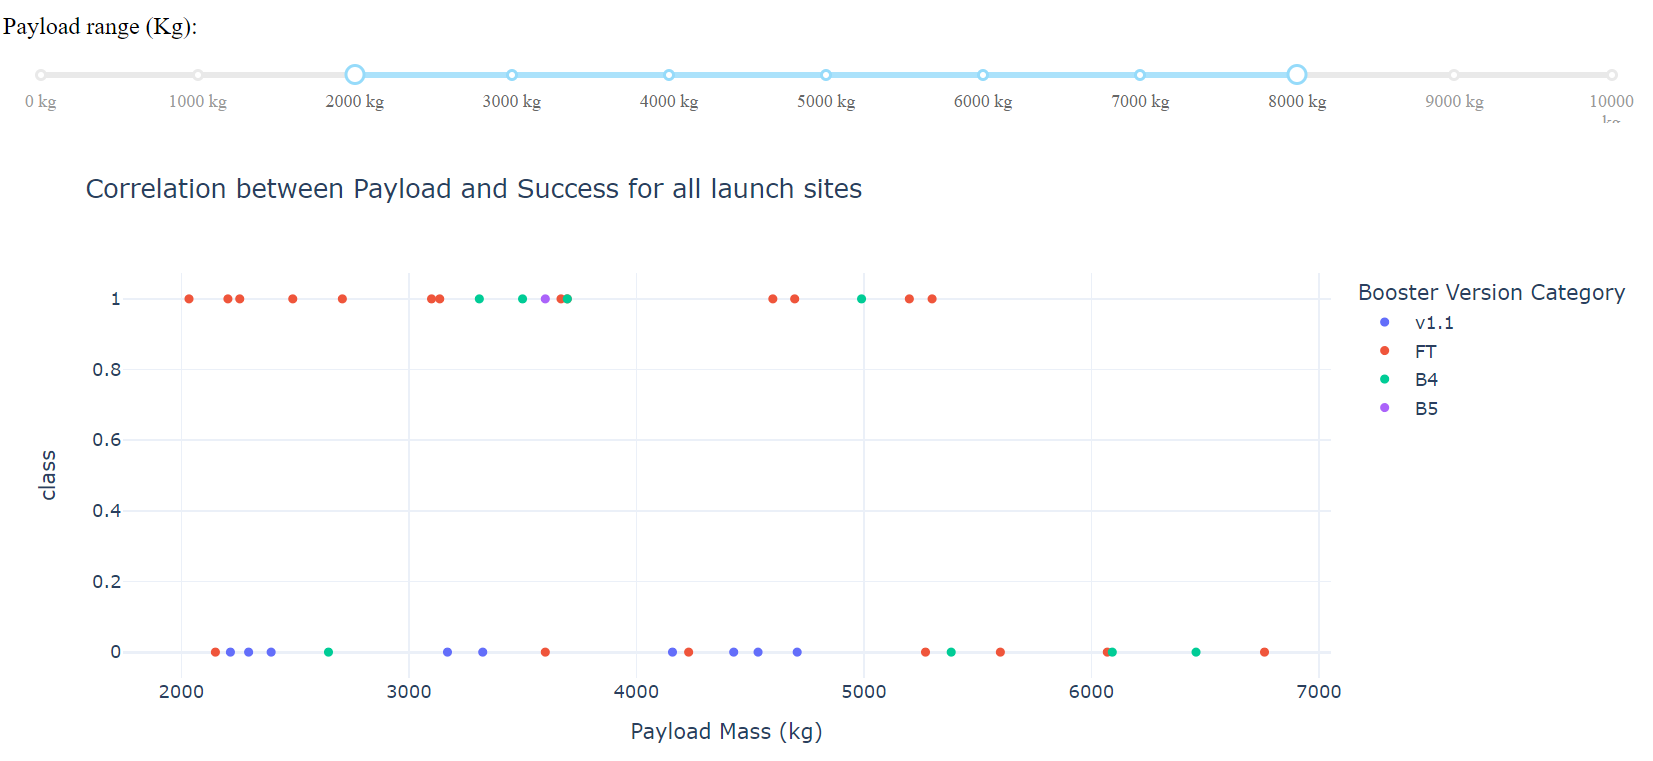 Payload range (Kg):
0 kg 1000 kg 2000 kg 3000 kg 4000 kg 5000 kg 6000 kg 7000 kg 8000 kg 9000 kg 10000
kg
Correlation between Payload and Success for all launch sites
1
0.8
0.6
0.4
0.2
0
class
2000 3000 4000 5000 6000 7000
Payload Mass (kg)
Booster Version Category
v1.1
FT
B4
B5